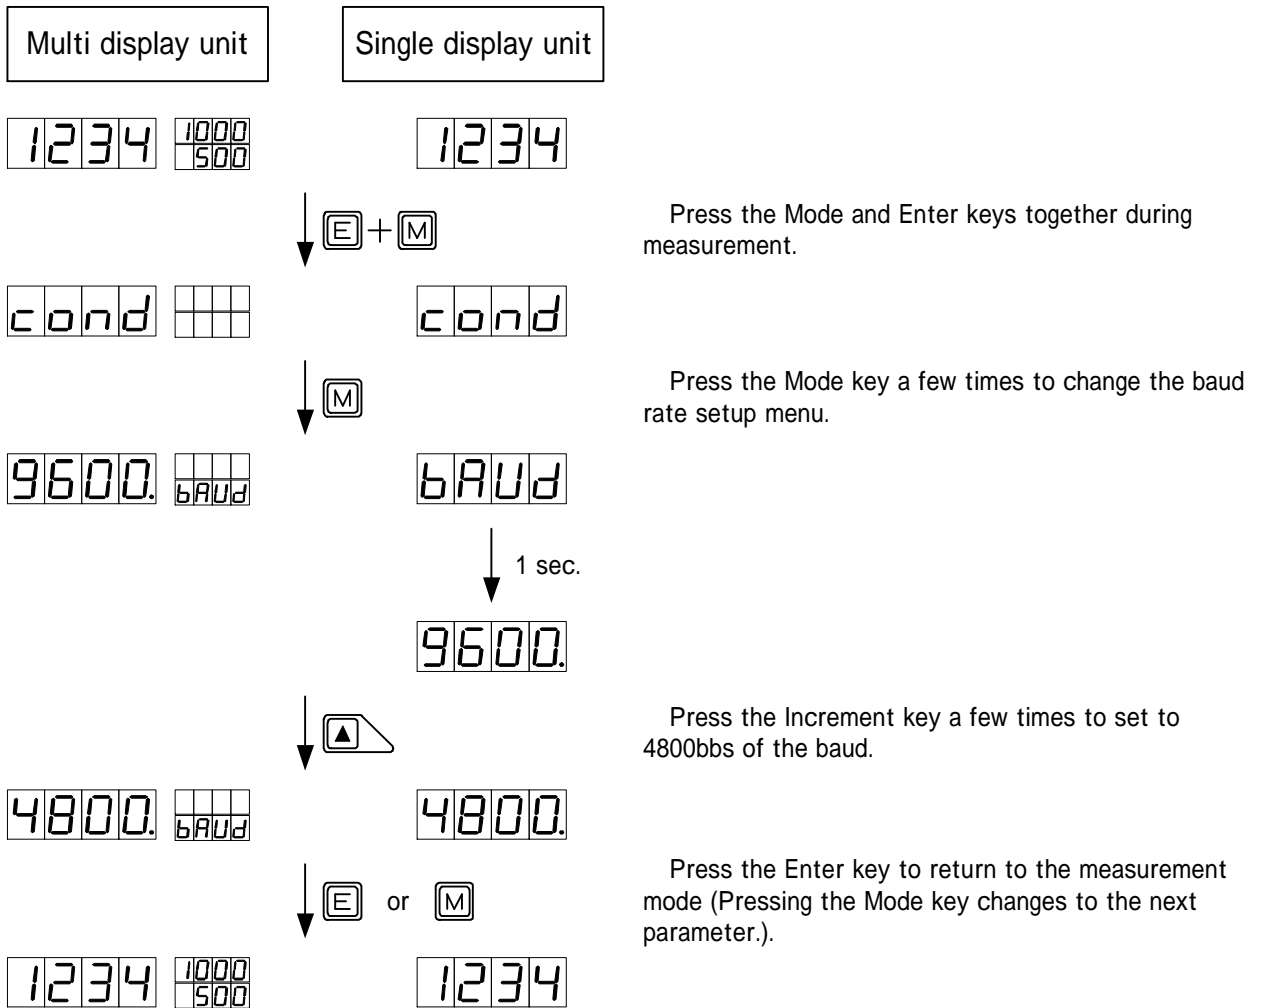 Multi display unit Single display unit
1234 1000 1234
500
E + M Press the Mode and Enter keys together during
measurement.
cond cond
M Press the Mode key a few times to change the baud
rate setup menu.
9600. bAUd bAUd
1 sec.
9600.
Press the Increment key a few times to set to
4800bbs of the baud.
4800. bAUd 4800.
Press the Enter key to return to the measurement
E or M mode (Pressing the Mode key changes to the next
parameter.).
1234 1000 1234
500